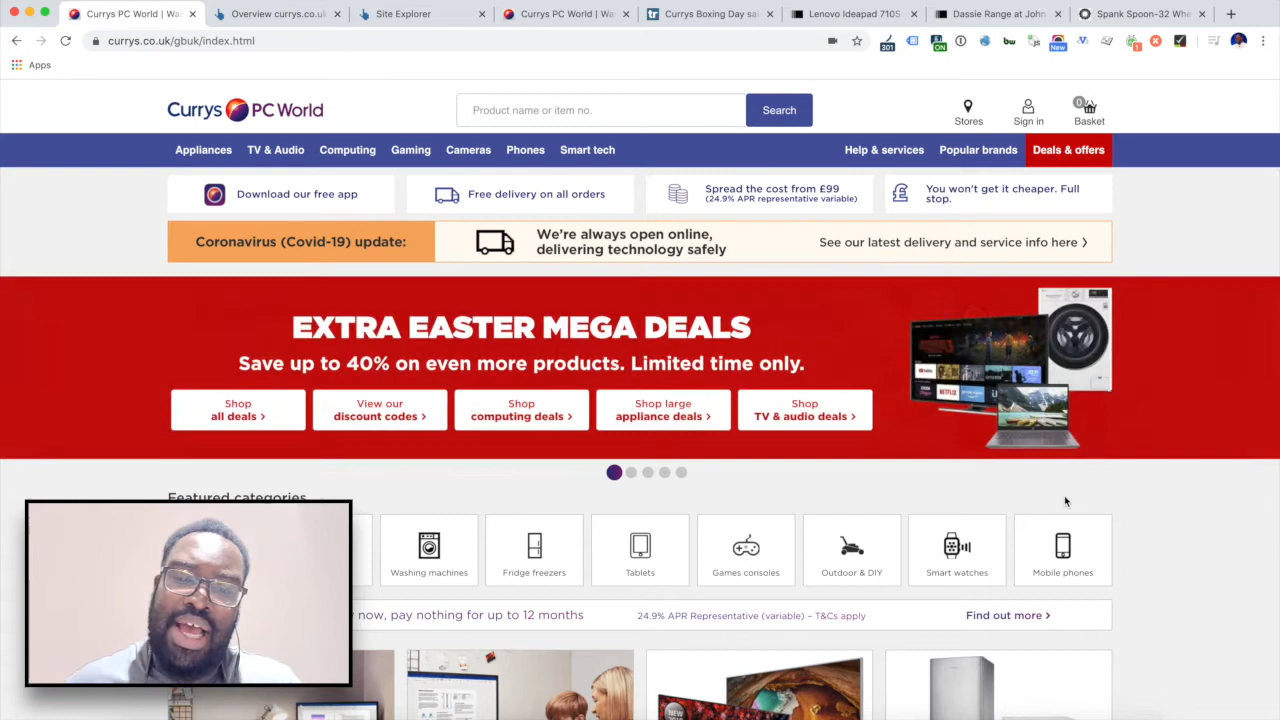 Currys PC World | Wa
Overview currys.co.uk
Site Explorer
Currys PC World | Wa
Currys Boxing Day sal
Lenovo Ideapad 710S
Dassie Range at John
Spank Spoon-32 Whe
currys.co.uk/gbuk/index.html
301
ON
bw
New
1
Apps
Currys PC World
Product name or item no.
Search
Stores
Sign in
0
Basket
Appliances
TV & Audio
Computing
Gaming
Cameras
Phones
Smart tech
Help & services
Popular brands
Deals & offers
Download our free app
Free delivery on all orders
Spread the cost from £99
(24.9% APR representative variable)
You won't get it cheaper. Full
stop.
Coronavirus (Covid-19) update:
We're always open online,
delivering technology safely
See our latest delivery and service info here
EXTRA EASTER MEGA DEALS
Save up to 40% on even more products. Limited time only.
Shop
all deals
View our
discount codes
Shop
computing deals
Shop large
appliance deals
Shop
TV & audio deals
Featured categories
Washing machines
Fridge freezers
Tablets
Games consoles
Outdoor & DIY
Smart watches
Mobile phones
now, pay nothing for up to 12 months
24.9% APR Representative (variable) – T&Cs apply
Find out more